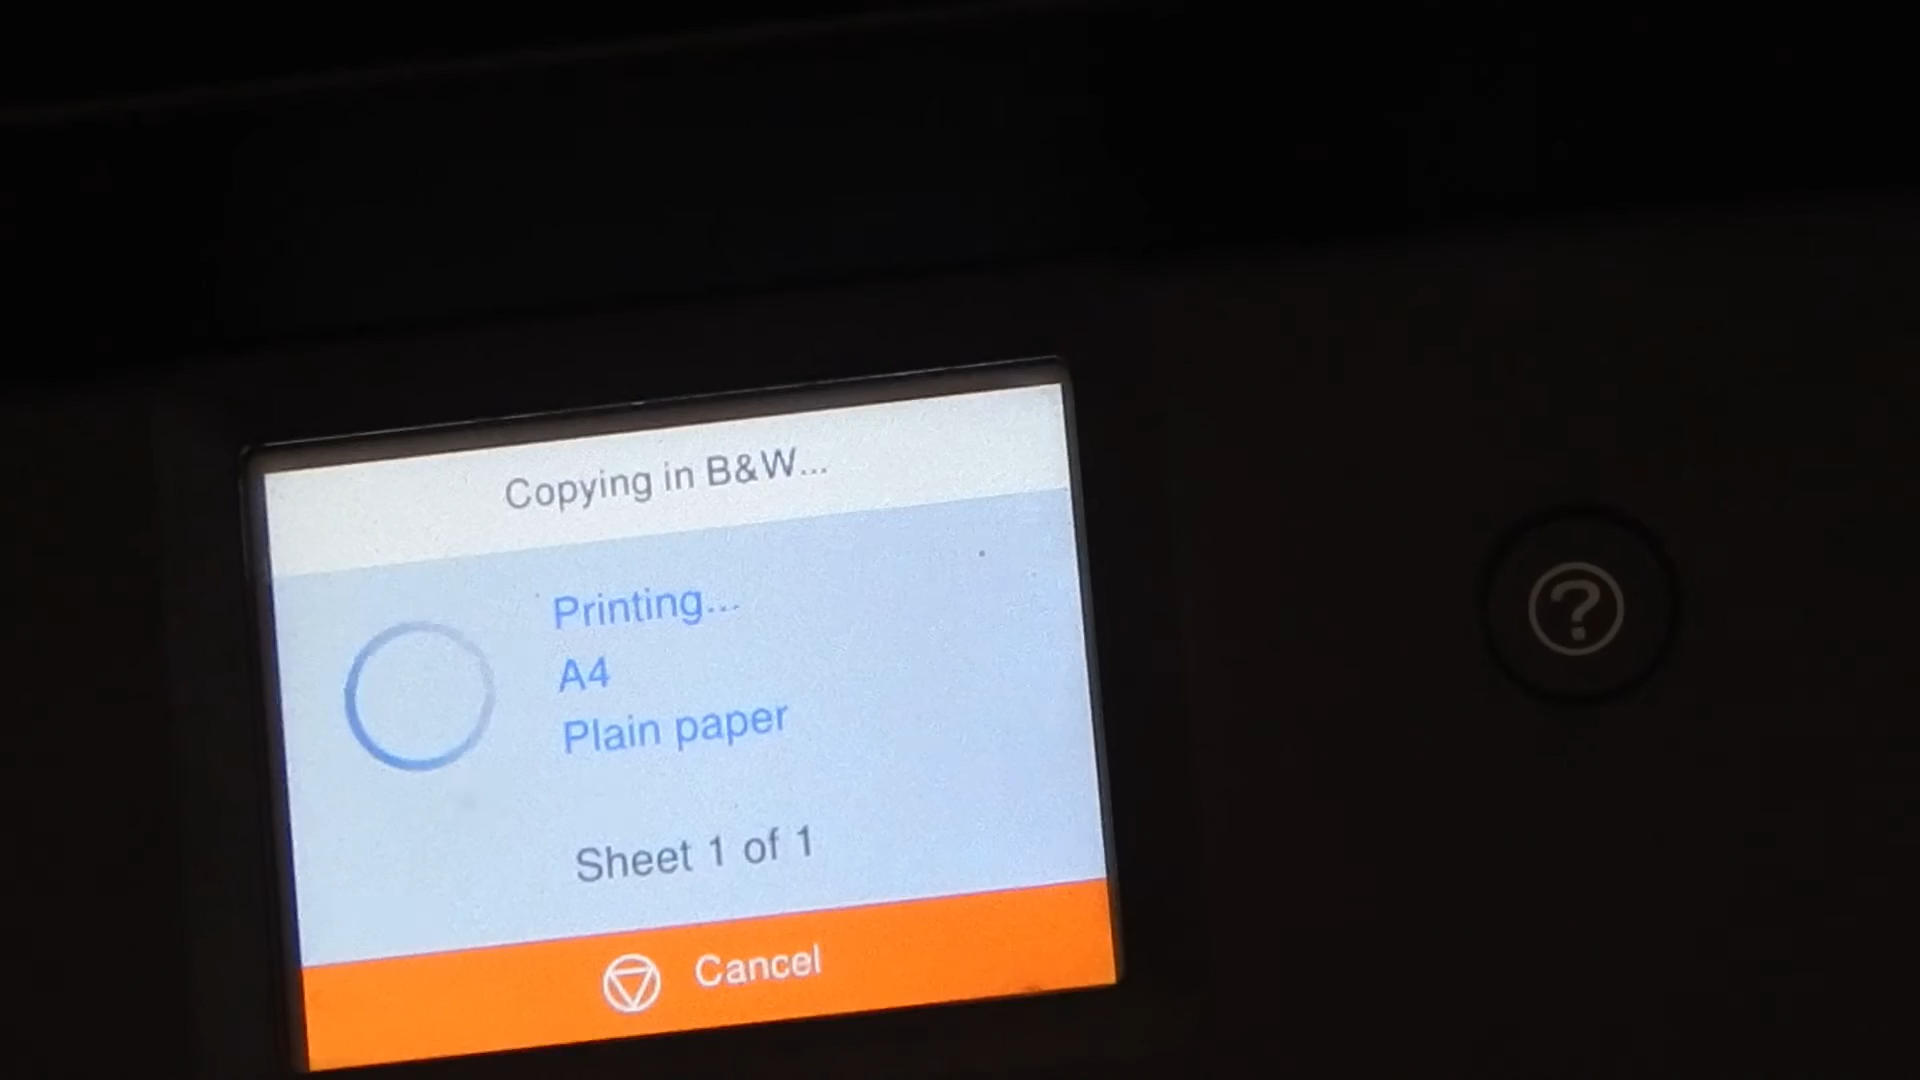 Copying in B&W...
Printing...
A4
Plain paper
Sheet 1 of 1
Cancel
?